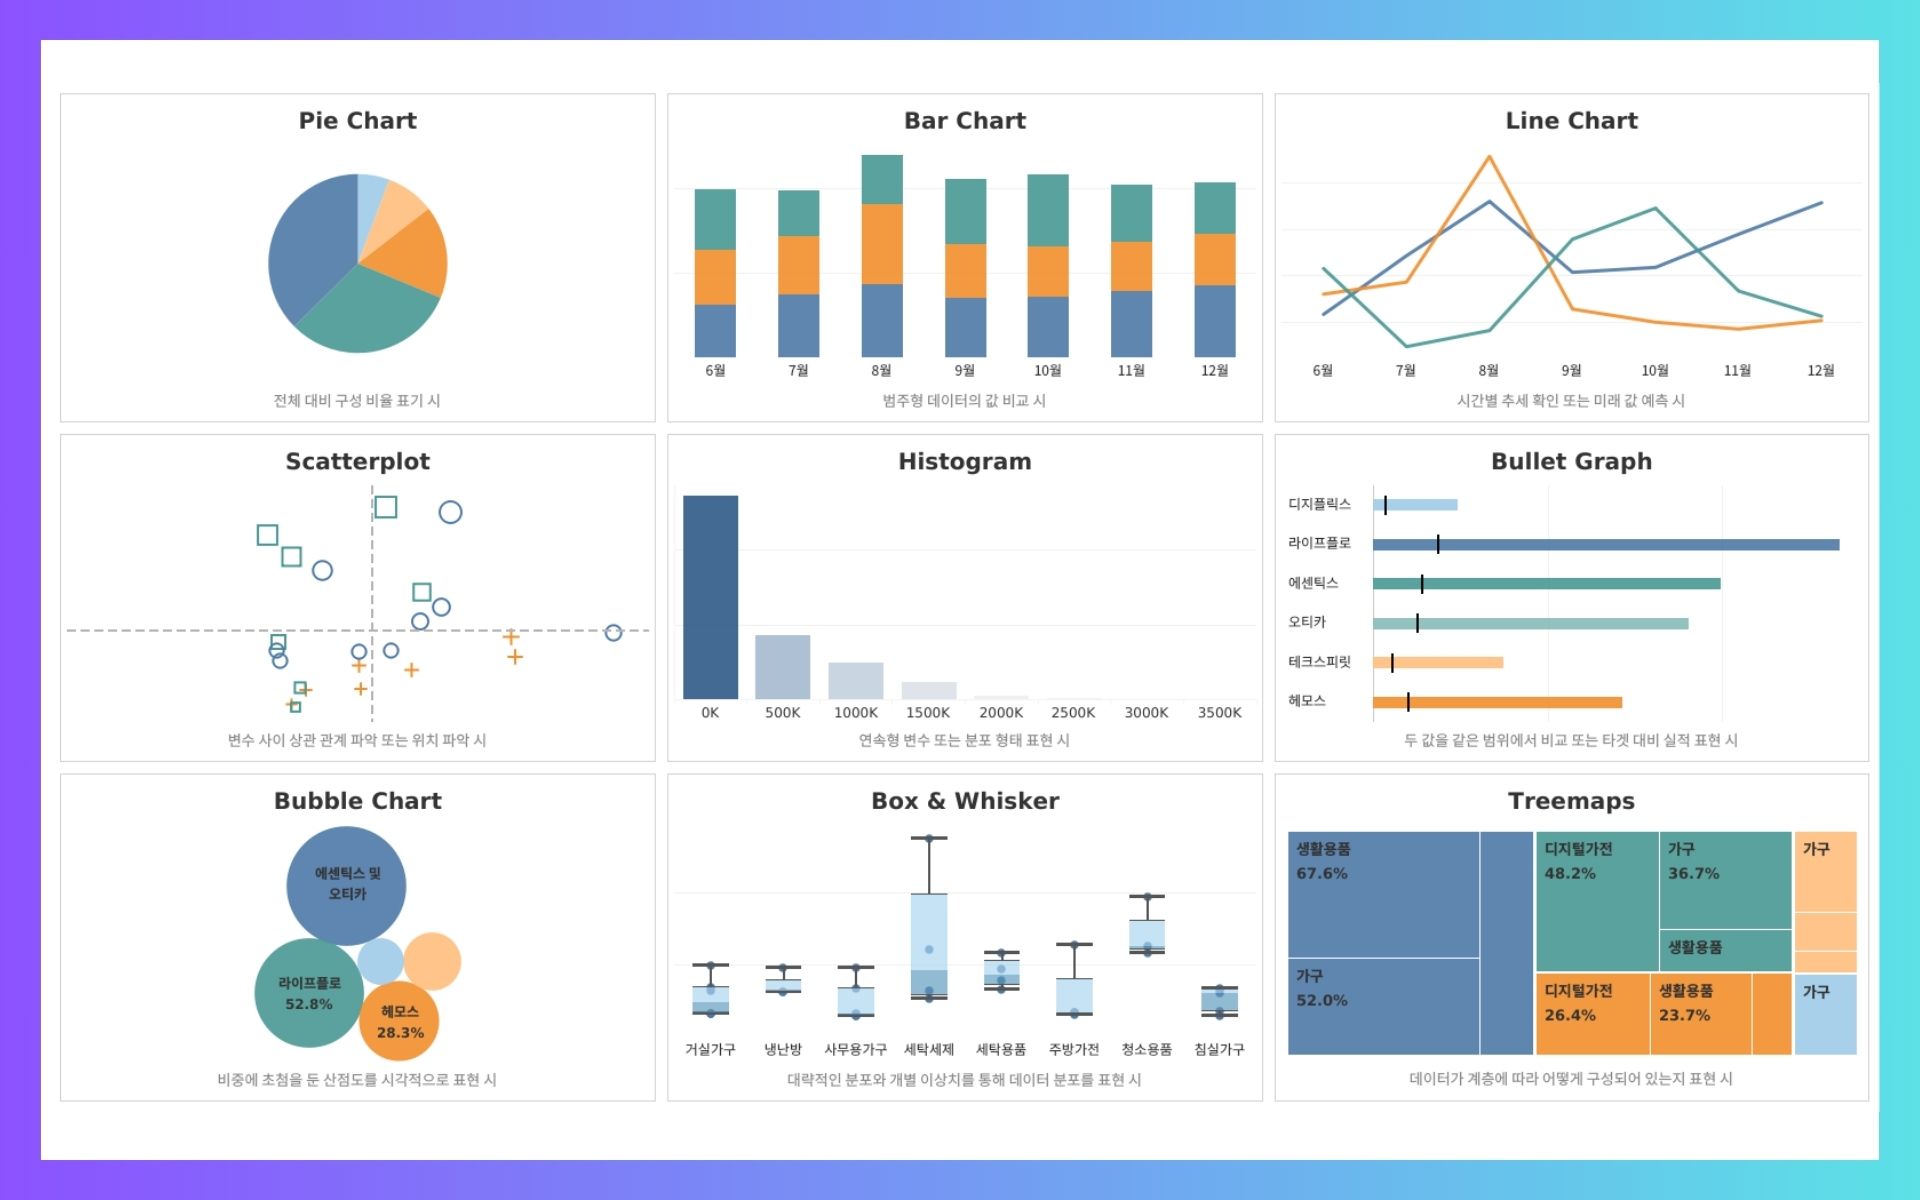 Pie Chart
전체 대비 구성 비율 표기 시
Bar Chart
6월 7월 8월 9월 10월 11월 12월
범주형 데이터의 값 비교 시
Line Chart
6월 7월 8월 9월 10월 11월 12월
시간별 추세 확인 또는 미래 값 예측 시
Scatterplot
변수 사이 상관 관계 파악 또는 위치 파악 시
Histogram
0K 500K 1000K 1500K 2000K 2500K 3000K 3500K
연속형 변수 또는 분포 형태 표현 시
Bullet Graph
디지플릭스
라이프플로
에센틱스
오티카
테크스피릿
헤모스
두 값을 같은 범위에서 비교 또는 타겟 대비 실적 표현 시
Bubble Chart
에센틱스 및
오티카
라이프플로
52.8%
헤모스
28.3%
비중에 초첨을 둔 산점도를 시각적으로 표현 시
Box & Whisker
거실가구 냉난방 사무용가구 세탁세제 세탁용품 주방가전 청소용품 침실가구
대략적인 분포와 개별 이상치를 통해 데이터 분포를 표현 시
Treemaps
생활용품
67.6%
가구
52.0%
디지털가전
48.2%
가구
36.7%
생활용품
디지털가전
26.4%
생활용품
23.7%
가구
가구
데이터가 계층에 따라 어떻게 구성되어 있는지 표현 시